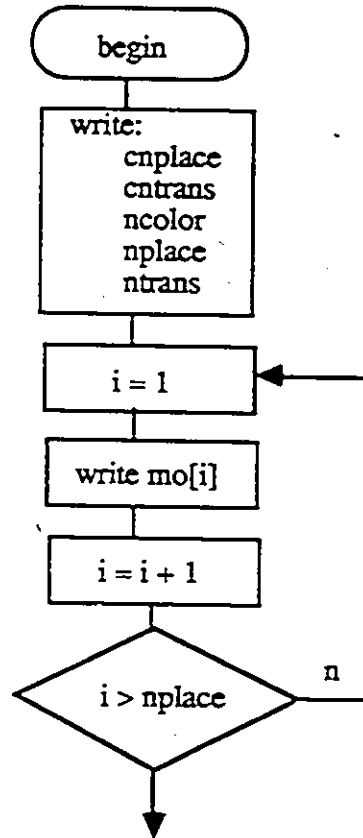 begin
write:
cnplace
cntrans
ncolor
nplace
ntrans
i = 1
write mo[i]
i = i + 1
i > nplace
n